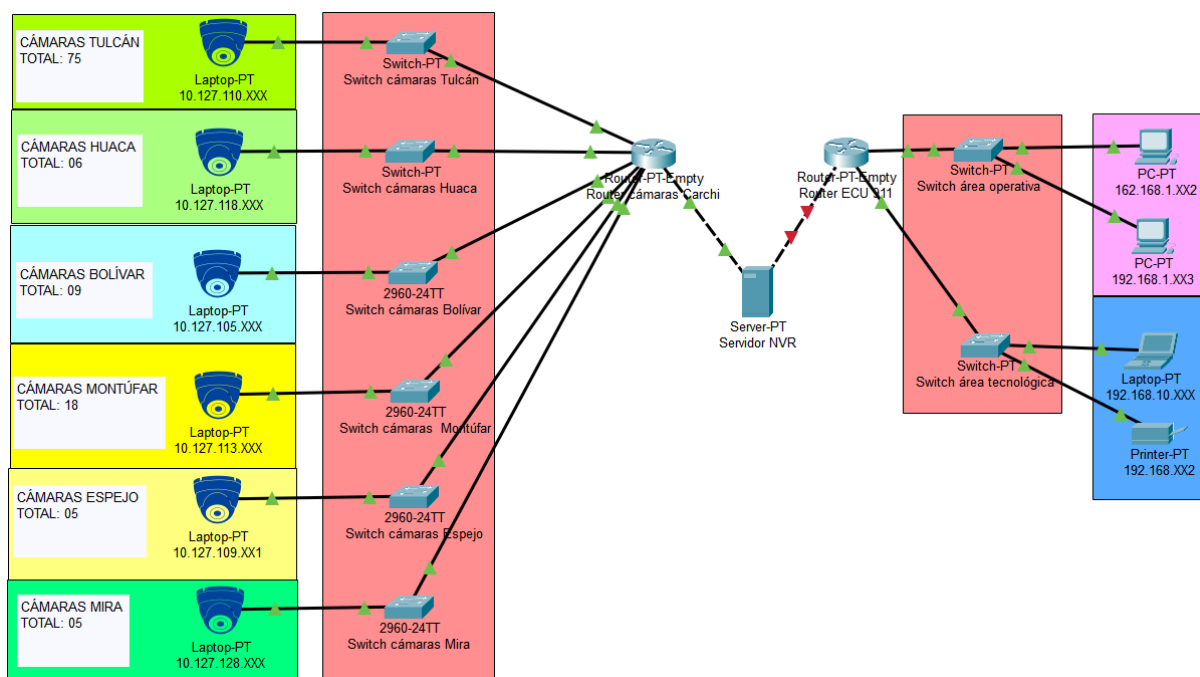 CÁMARAS TULCÁN
TOTAL: 75
Laptop-PT
10.127.110.XXX
Switch-PT
Switch cámaras Tulcán
CÁMARAS HUACA
TOTAL: 06
Laptop-PT
10.127.118.XXX
Switch-PT
Switch cámaras Huaca
CÁMARAS BOLÍVAR
TOTAL: 09
Laptop-PT
10.127.105.XXX
2960-24TT
Switch cámaras Bolívar
CÁMARAS MONTÚFAR
TOTAL: 18
Laptop-PT
10.127.113.XXX
2960-24TT
Switch cámaras Montúfar
CÁMARAS ESPEJO
TOTAL: 05
Laptop-PT
10.127.109.XX1
2960-24TT
Switch cámaras Espejo
CÁMARAS MIRA
TOTAL: 05
Laptop-PT
10.127.128.XXX
2960-24TT
Switch cámaras Mira
Router-PT-Empty
Router cámaras Carchi
Server-PT
Servidor NVR
Router-PT-Empty
Router ECU 911
Switch-PT
Switch área operativa
Switch-PT
Switch área tecnológica
PC-PT
162.168.1.XX2
PC-PT
192.168.1.XX3
Laptop-PT
192.168.10.XXX
Printer-PT
192.168.XX2